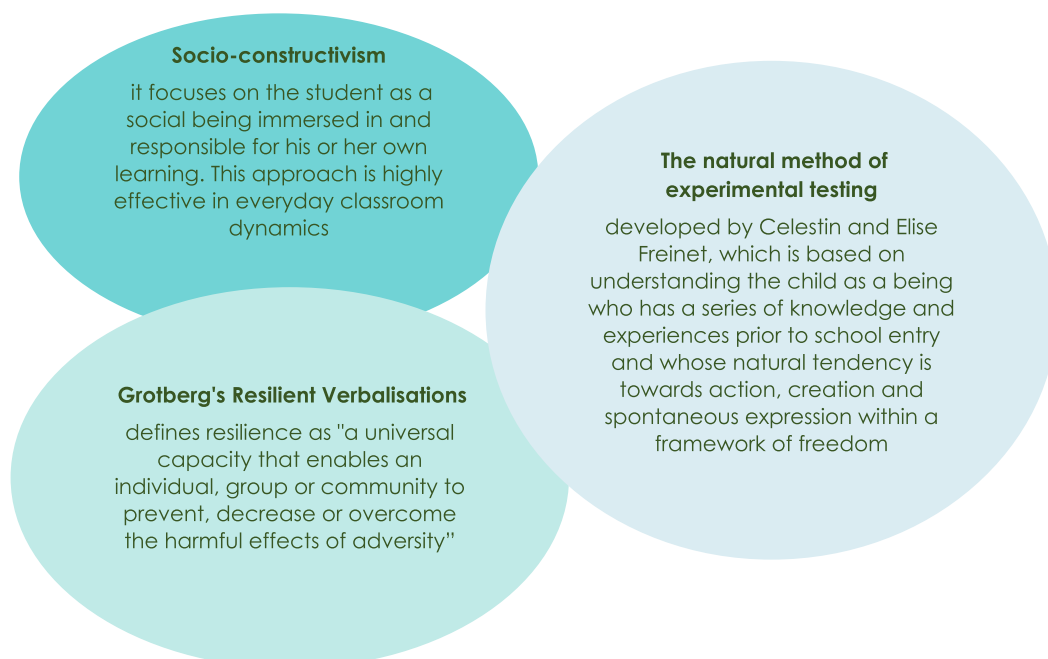 Socio-constructivism
it focuses on the student as a
social being immersed in and
responsible for his or her own
learning. This approach is highly
effective in everyday classroom
dynamics
The natural method of
experimental testing
developed by Celestin and Elise
Freinet, which is based on
understanding the child as a being
who has a series of knowledge and
experiences prior to school entry
and whose natural tendency is
towards action, creation and
spontaneous expression within a
framework of freedom
Grotberg's Resilient Verbalisations
defines resilience as "a universal
capacity that enables an
individual, group or community to
prevent, decrease or overcome
the harmful effects of adversity”